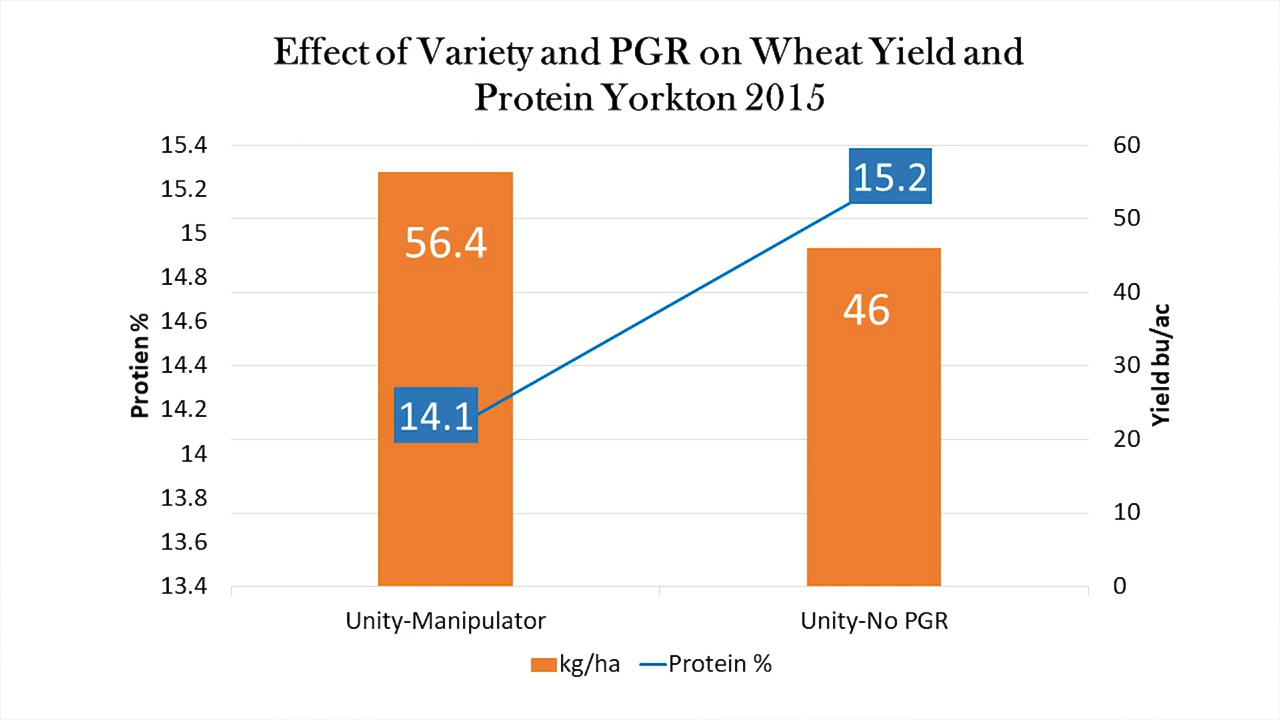 Effect of Variety and PGR on Wheat Yield and
Protein Yorkton 2015
15.4
15.2
15
14.8
14.6
14.4
14.2
14
13.8
13.6
13.4
Protien %
56.4
14.1
15.2
46
60
50
40
30
20
10
0
Yield bu/ac
Unity-Manipulator
Unity-No PGR
kg/ha
Protein %